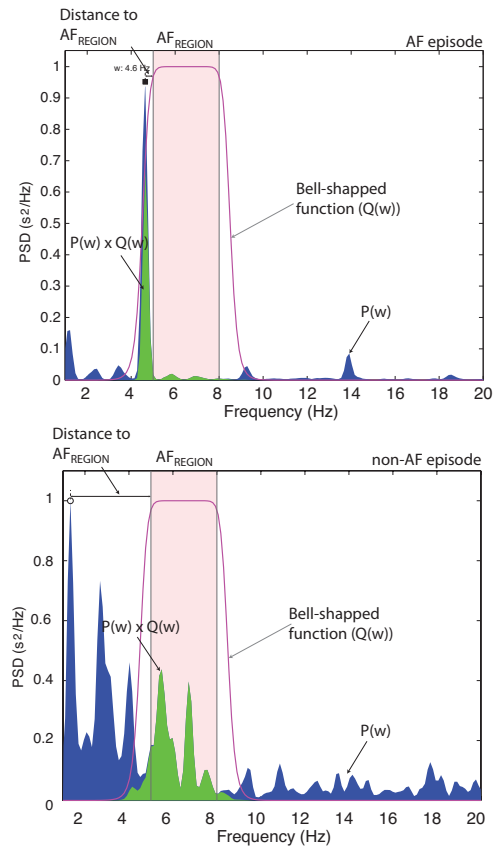 Distance to
AF_REGION
AF_REGION
AF episode
w: 4.6 Hz
1
0.9
0.8
0.7
0.6
0.5
0.4
0.3
0.2
0.1
0
PSD (s²/Hz)
Bell-shaped
function (Q(w))
P(w) x Q(w)
P(w)
2 4 6 8 10 12 14 16 18 20
Frequency (Hz)
Distance to
AF_REGION
AF_REGION
non-AF episode
1
0.8
0.6
0.4
0.2
0
PSD (s²/Hz)
Bell-shaped
function (Q(w))
P(w) x Q(w)
P(w)
2 4 6 8 10 12 14 16 18 20
Frequency (Hz)